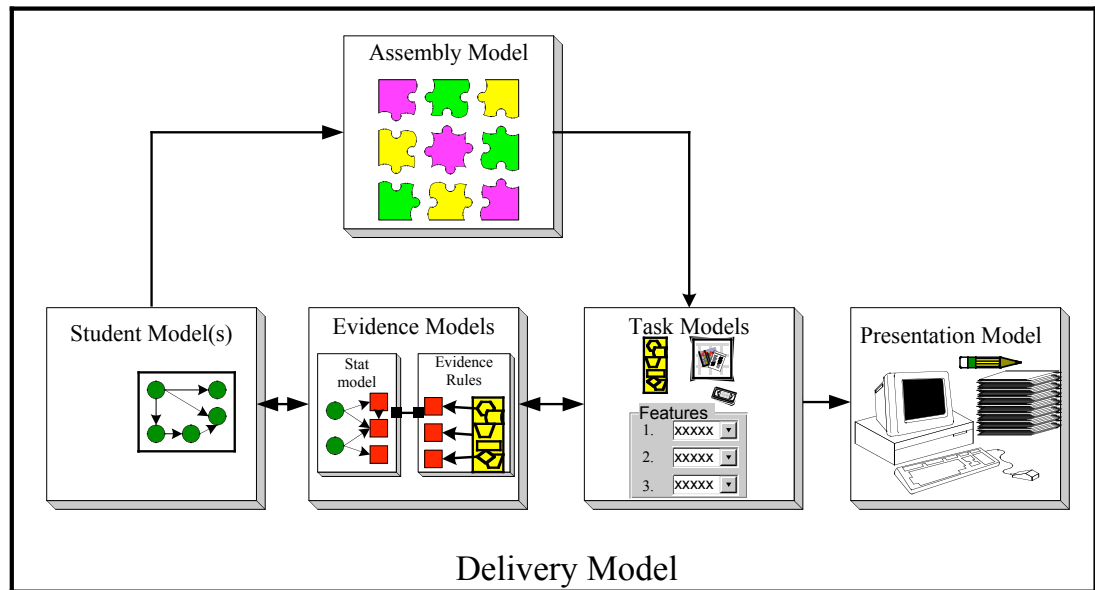 Assembly Model
Student Model(s)
Evidence Models
Stat
model
Evidence
Rules
Task Models
Features
1. xxxxx
2. xxxxx
3. xxxxx
Presentation Model
Delivery Model